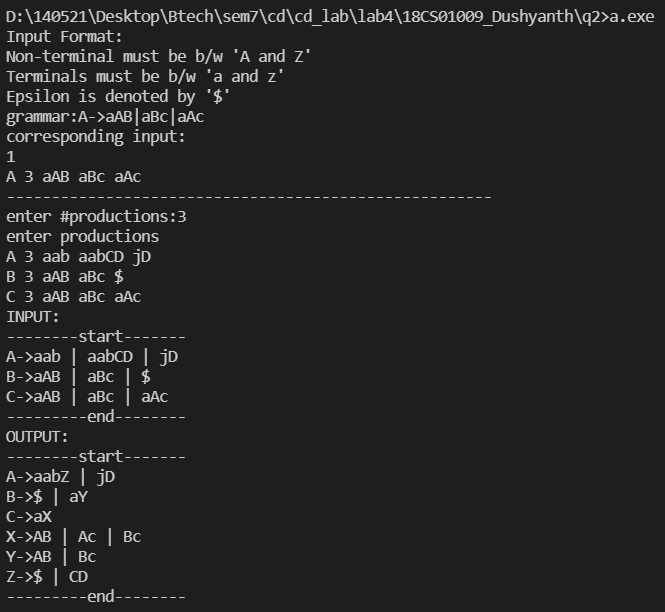 D:\140521\Desktop\Btech\sem7\cd\cd_lab\lab4\18CS01009_Dushyanth\q2>a.exe
Input Format:
Non-terminal must be b/w 'A and Z'
Terminals must be b/w 'a and z'
Epsilon is denoted by '$'
grammar:A->aAB|aBc|aAc
corresponding input:
1
A 3 aAB aBc aAc
------------------------------------------------------
enter #productions:3
enter productions
A 3 aab aabCD jD
B 3 aAB aBc $
C 3 aAB aBc aAc
INPUT:
--------start-------
A->aab | aabCD | jD
B->aAB | aBc | $
C->aAB | aBc | aAc
---------end--------
OUTPUT:
--------start-------
A->aabZ | jD
B->$ | aY
C->aX
X->AB | Ac | Bc
Y->AB | Bc
Z->$ | CD
---------end--------